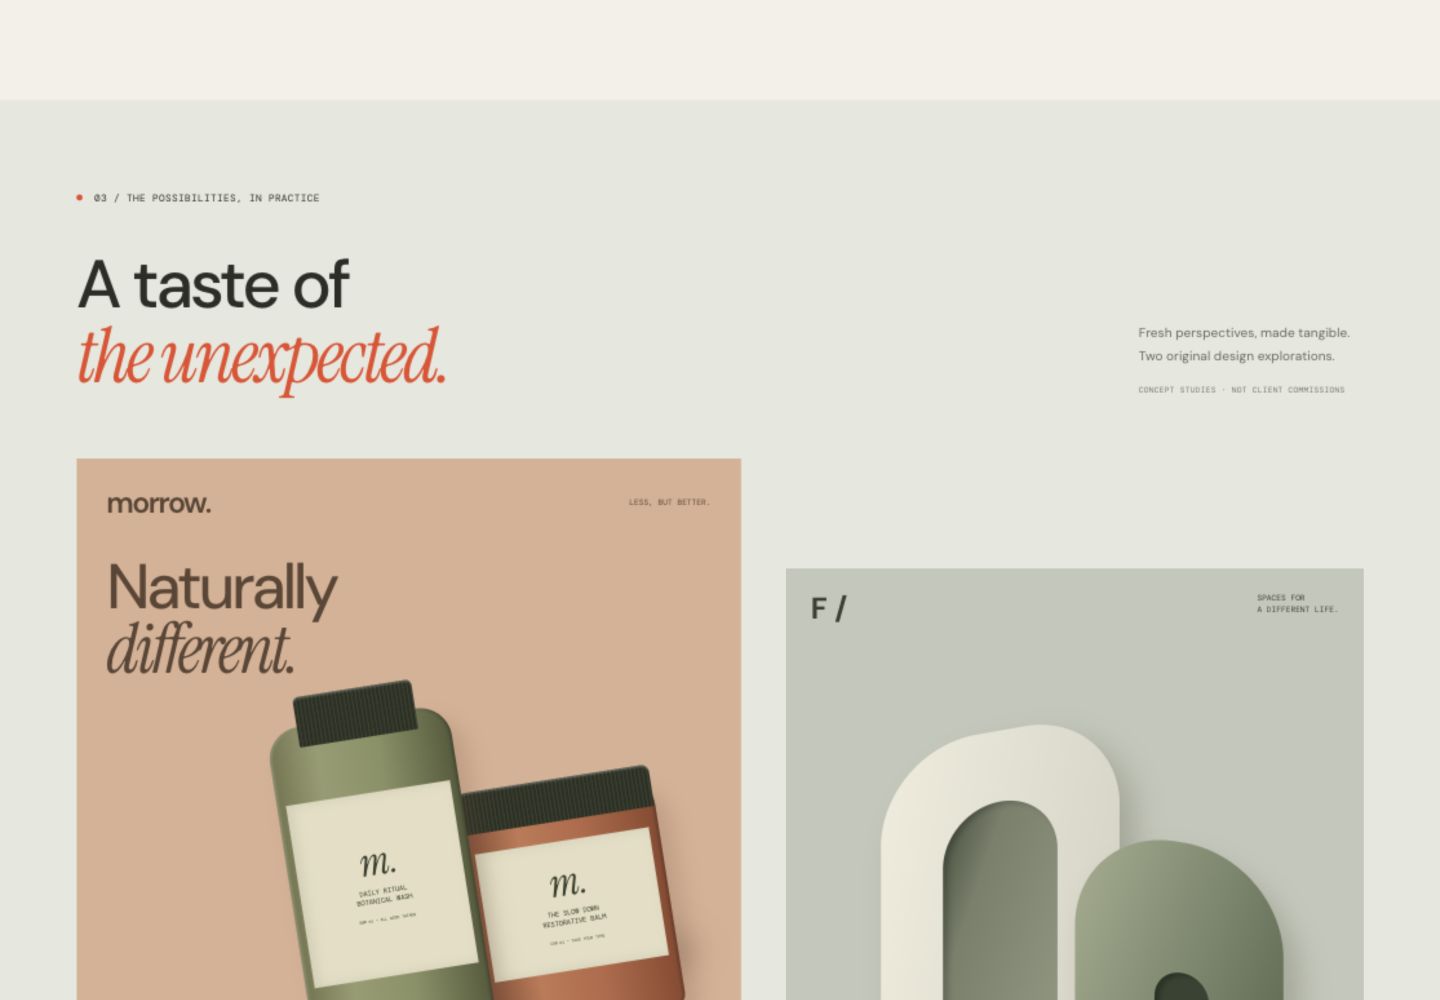 03 / THE POSSIBILITIES, IN PRACTICE
A taste of
the unexpected.
Fresh perspectives, made tangible.
Two original design explorations.
CONCEPT STUDIES · NOT CLIENT COMMISSIONS
morrow.
LESS, BUT BETTER.
Naturally
different.
m.
DAILY RITUAL
BOTANICAL WASH
m.
THE SLOW DOWN
RESTORATIVE BALM
F /
SPACES FOR
A DIFFERENT LIFE.